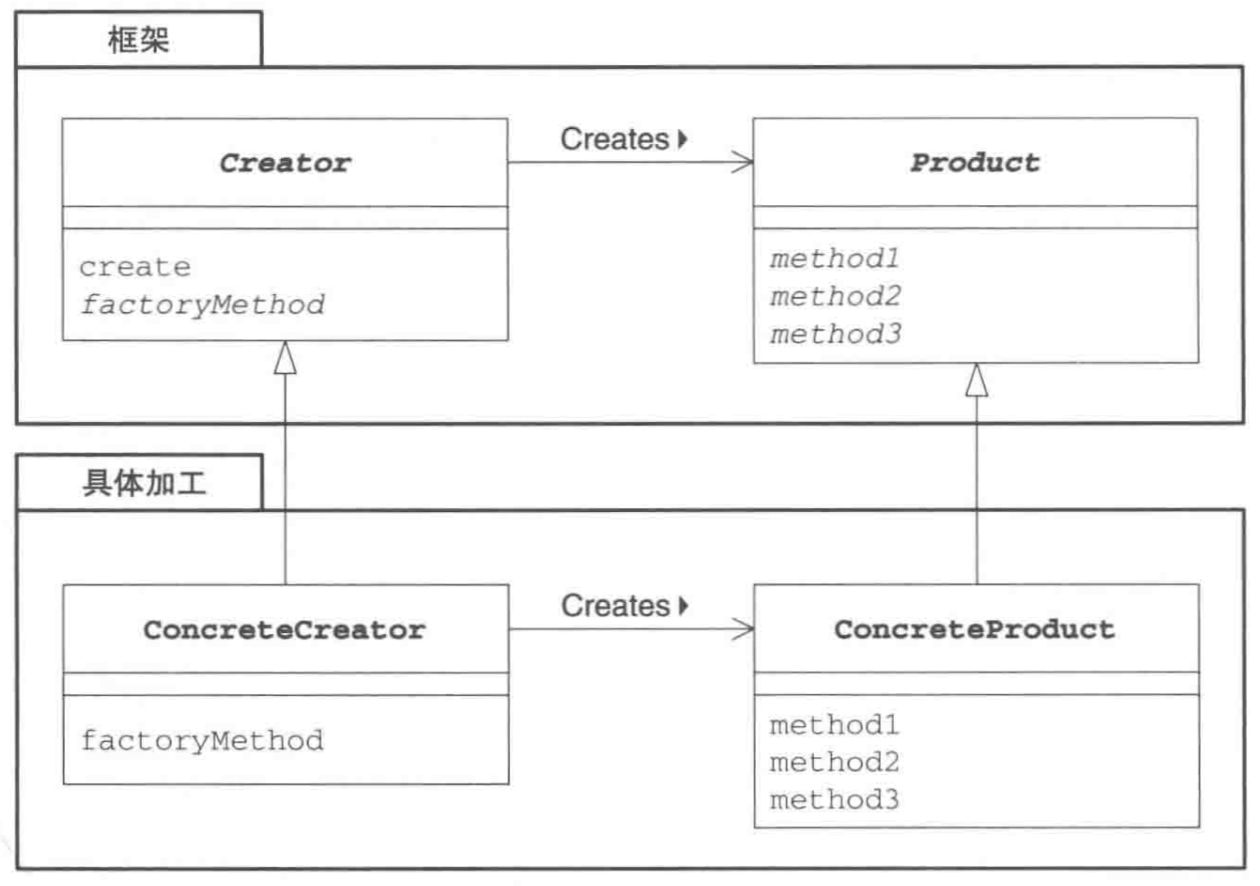 框架
Creator
Creates
Product
create
factoryMethod
method1
method2
method3
具体加工
ConcreteCreator
Creates
ConcreteProduct
factoryMethod
method1
method2
method3